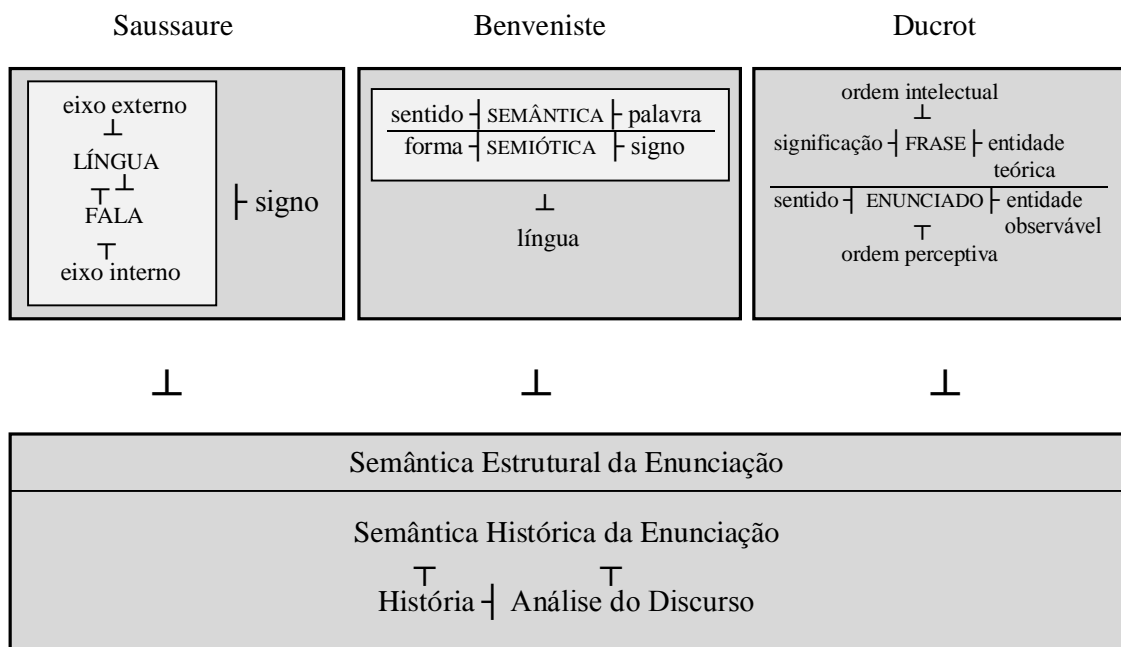 Saussaure
Benveniste
Ducrot
eixo externo
LÍNGUA
FALA
eixo interno
signo
sentido SEMÂNTICA palavra
forma SEMIÓTICA signo
língua
ordem intelectual
significação FRASE entidade
teórica
sentido ENUNCIADO entidade
observável
ordem perceptiva
Semântica Estrutural da Enunciação
Semântica Histórica da Enunciação
História Análise do Discurso